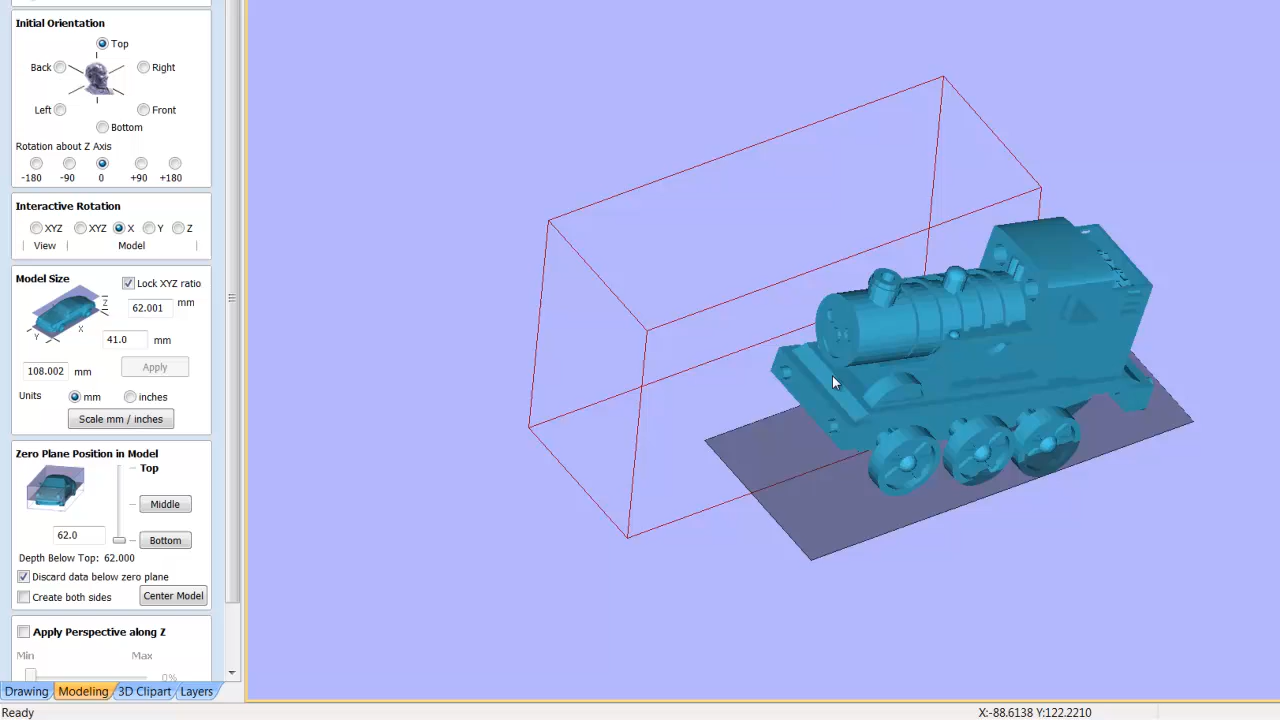 Initial Orientation
Top
Back
Right
Left
Front
Bottom
Rotation about Z Axis
-180 -90 0 +90 +180
Interactive Rotation
XYZ XYZ X Y Z
View Model
Model Size
Lock XYZ ratio
Z
62.001 mm
X
Y
41.0 mm
108.002 mm
Apply
Units mm inches
Scale mm / inches
Zero Plane Position in Model
Top
Middle
62.0
Bottom
Depth Below Top: 62.000
Discard data below zero plane
Create both sides
Center Model
Apply Perspective along Z
Min Max
0%
Drawing Modeling 3D Clipart Layers
Ready
X:-88.6138 Y:122.2210